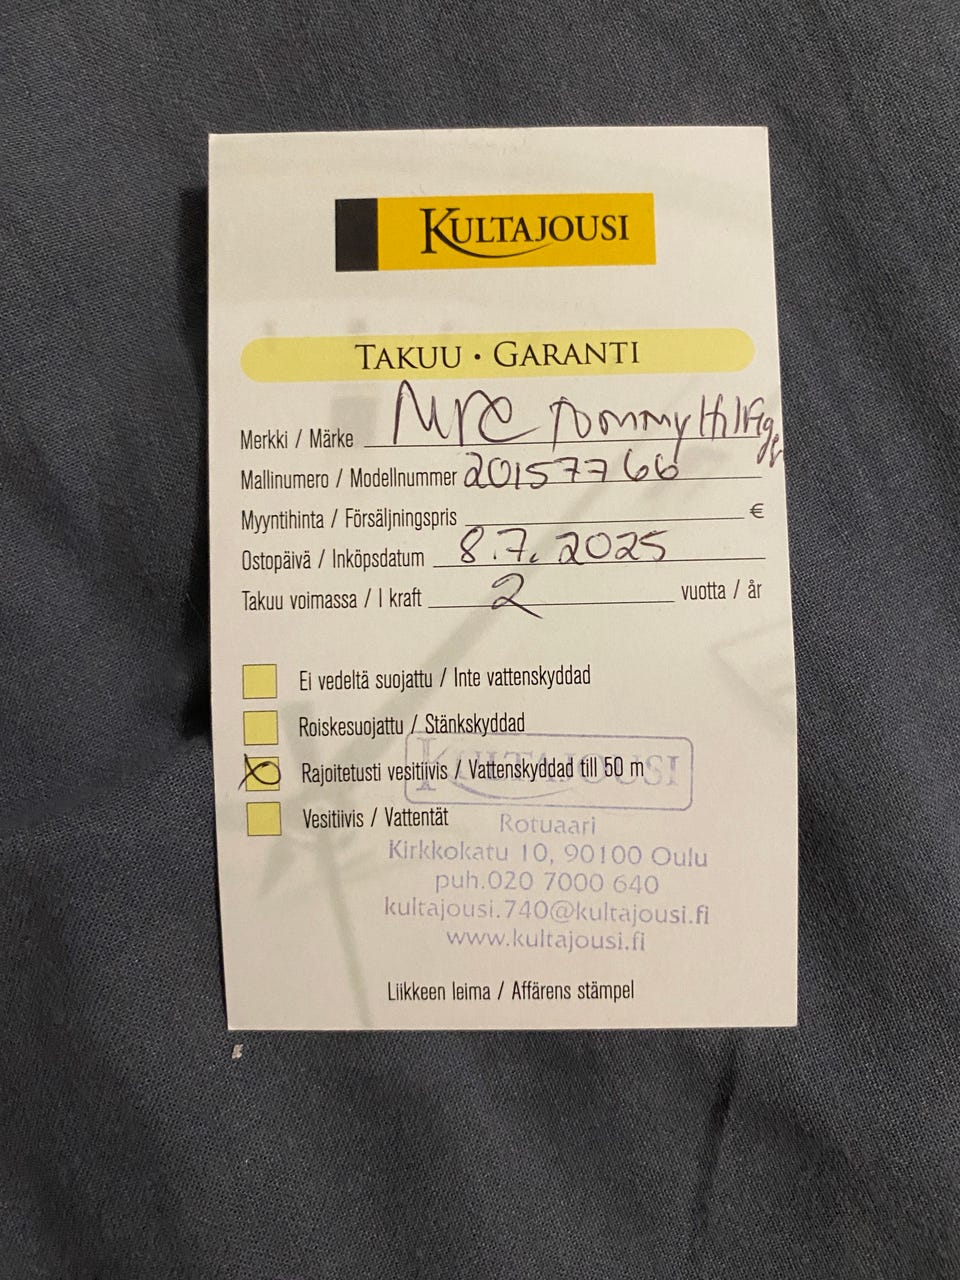 KULTAJOUSI
TAKUU • GARANTI
Merkki / Märke MRC Tommy Hilfiger
Mallinumero / Modellnummer 20157766
Myyntihinta / Försäljningspris €
Ostopäivä / Inköpsdatum 8.7.2025
Takuu voimassa / I kraft 2 vuotta / år
Ei vedeltä suojattu / Inte vattenskyddad
Roiskesuojattu / Stänkskyddad
KULTAJOUSI
Rajoitetusti vesitiivis / Vattenskyddad till 50 m
Vesitiivis / Vattentät
Rotuaari
Kirkkokatu 10, 90100 Oulu
puh.020 7000 640
kultajousi.740@kultajousi.fi
www.kultajousi.fi
Liikkeen leima / Affärens stämpel